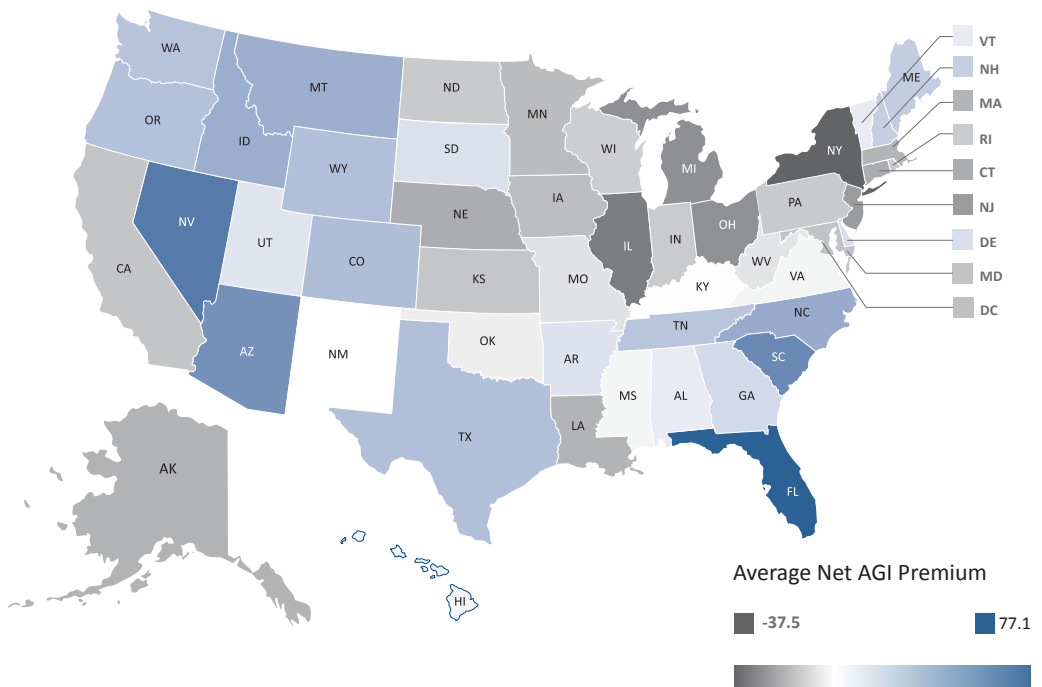 WA
MT
ND
MN
ME
VT
NH
MA
RI
CT
NJ
DE
MD
DC
OR
ID
WY
SD
WI
MI
NY
NV
UT
CO
NE
IA
IL
IN
OH
PA
CA
KS
MO
WV
VA
KY
AZ
NM
OK
AR
TN
NC
SC
MS
AL
GA
TX
LA
FL
AK
HI
Average Net AGI Premium
-37.5
77.1